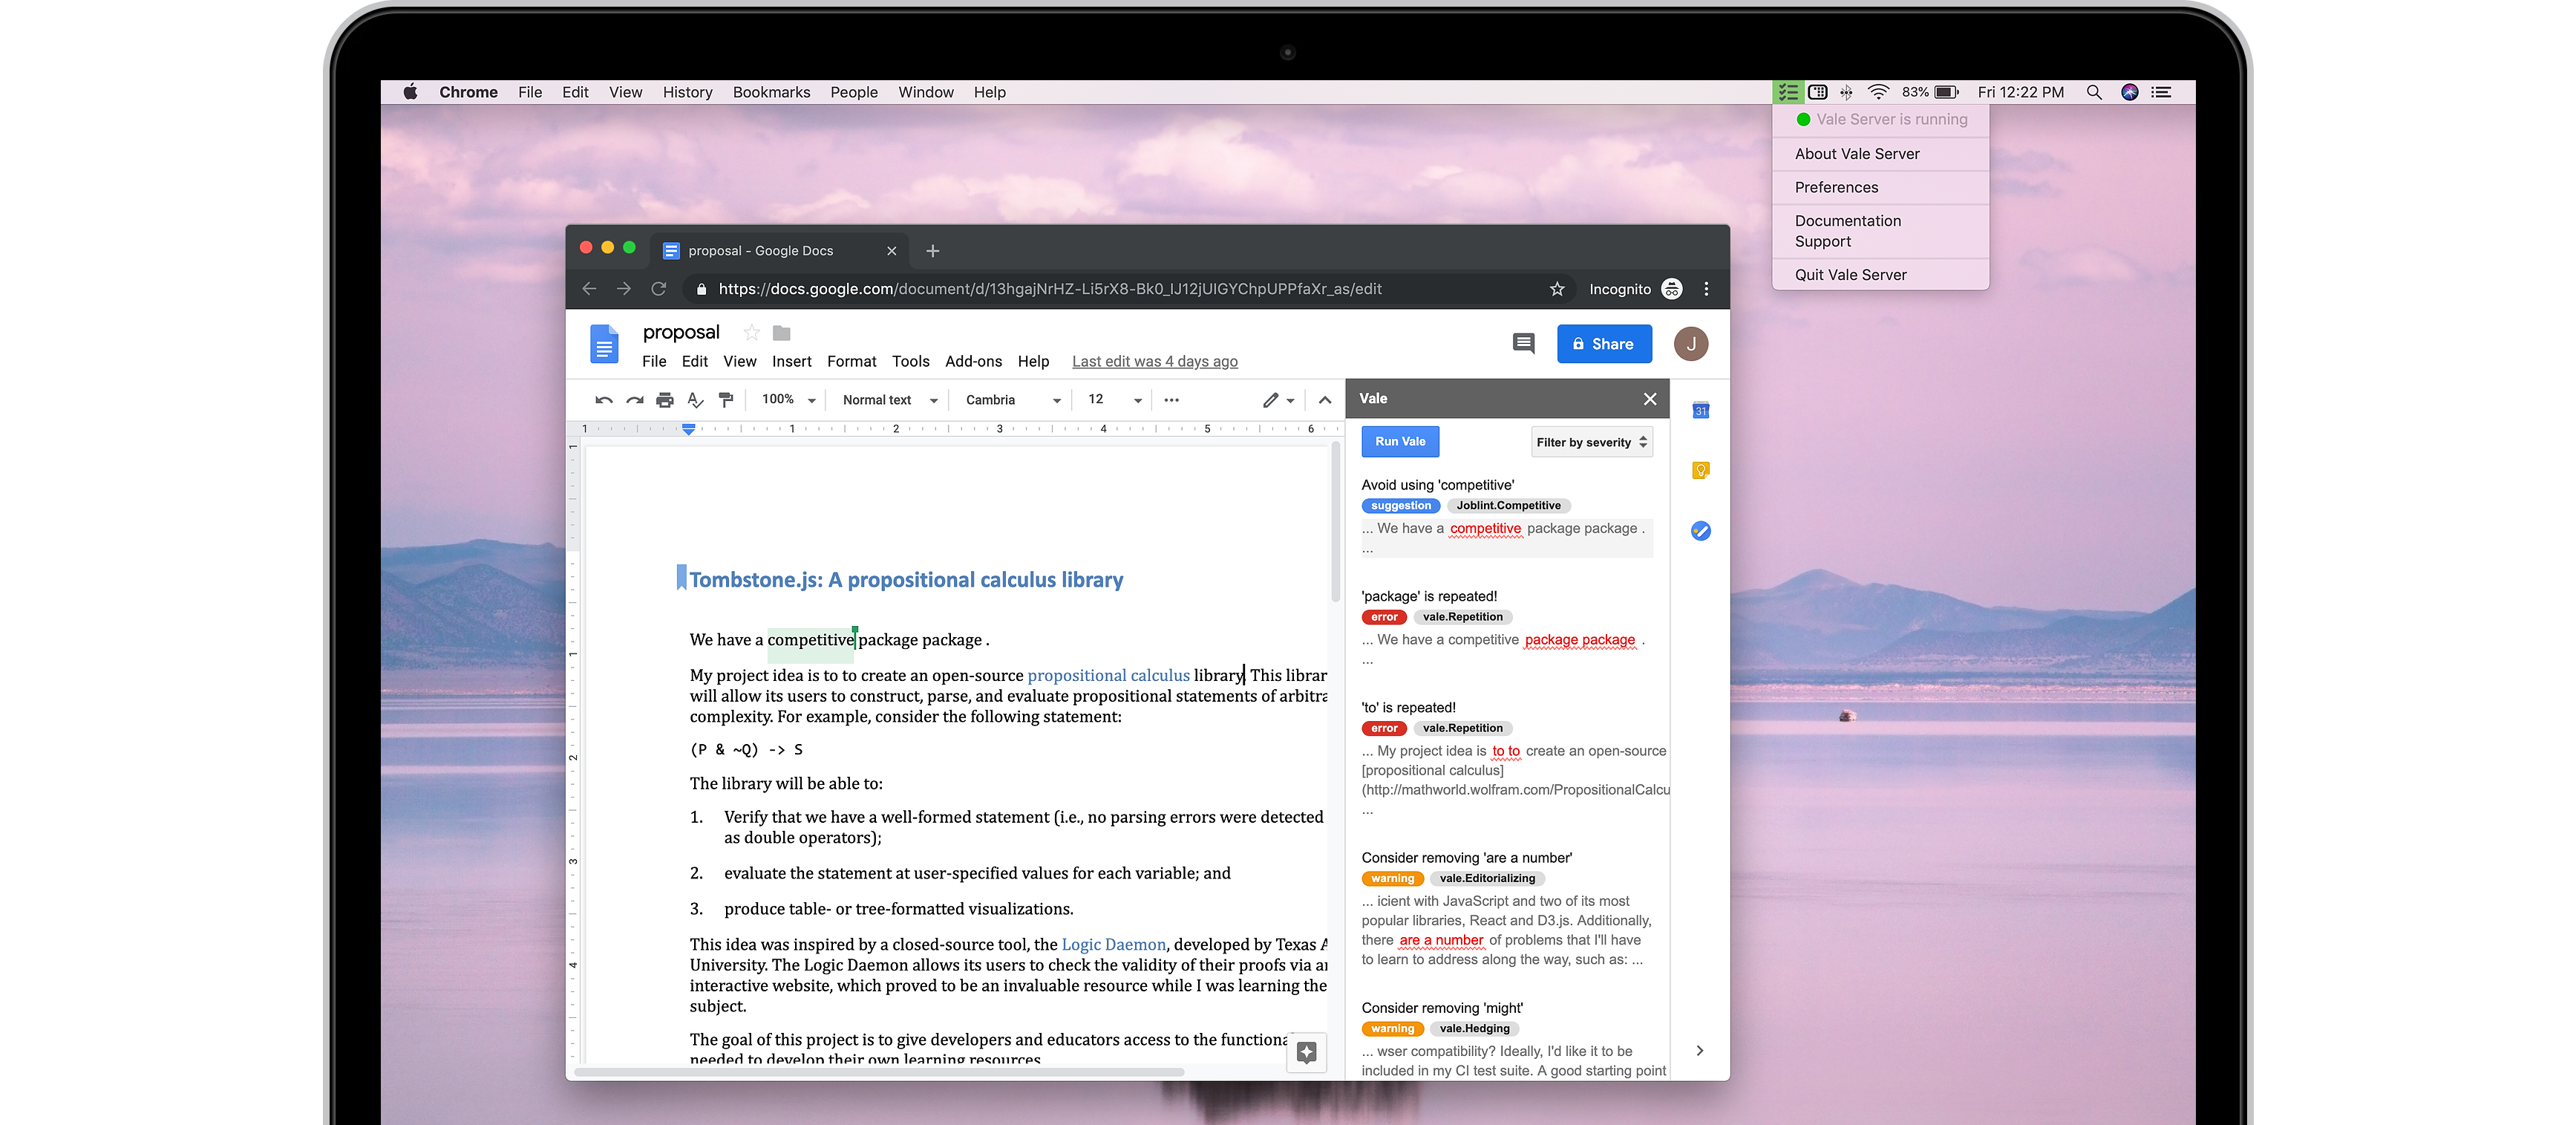 Chrome File Edit View History Bookmarks People Window Help 83% Fri 12:22 PM
Vale Server is running
About Vale Server
Preferences
Documentation
Support
Quit Vale Server
proposal - Google Docs
https://docs.google.com/document/d/13hgajNrHZ-Li5rX8-Bk0_IJ12jUIGYChpUPPfaXr_as/edit Incognito
proposal
File Edit View Insert Format Tools Add-ons Help Last edit was 4 days ago
Share J
100% Normal text Cambria 12 ...
1 1 2 3 4 5 6
1
1
2
3
4
Tombstone.js: A propositional calculus library
We have a competitive package package .
My project idea is to to create an open-source propositional calculus library. This librar
will allow its users to construct, parse, and evaluate propositional statements of arbitra
complexity. For example, consider the following statement:
(P & ~Q) -> S
The library will be able to:
1. Verify that we have a well-formed statement (i.e., no parsing errors were detected
as double operators);
2. evaluate the statement at user-specified values for each variable; and
3. produce table- or tree-formatted visualizations.
This idea was inspired by a closed-source tool, the Logic Daemon, developed by Texas A
University. The Logic Daemon allows its users to check the validity of their proofs via an
interactive website, which proved to be an invaluable resource while I was learning the
subject.
The goal of this project is to give developers and educators access to the functiona
needed to develop their own learning resources
Vale
Run Vale Filter by severity
Avoid using 'competitive'
suggestion Joblint.Competitive
... We have a competitive package package .
...
'package' is repeated!
error vale.Repetition
... We have a competitive package package .
...
'to' is repeated!
error vale.Repetition
... My project idea is to to create an open-source
[propositional calculus]
(http://mathworld.wolfram.com/PropositionalCalcu
...
Consider removing 'are a number'
warning vale.Editorializing
... icient with JavaScript and two of its most
popular libraries, React and D3.js. Additionally,
there are a number of problems that I'll have
to learn to address along the way, such as: ...
Consider removing 'might'
warning vale.Hedging
... wser compatibility? Ideally, I'd like it to be
included in my CI test suite. A good starting point
31